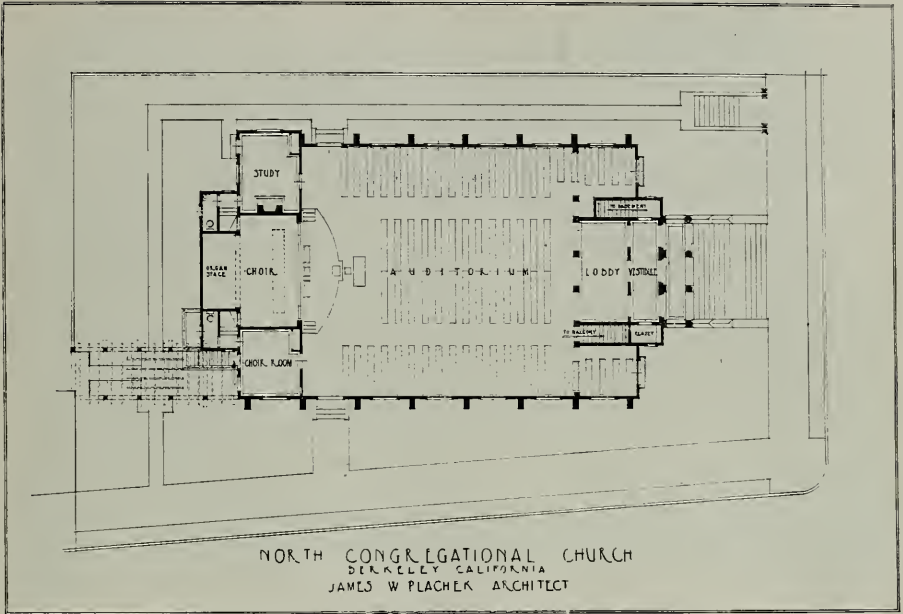 STUDY
TO BASEMENT
ORGAN
SPACE
CHOIR
AUDITORIUM
LOBBY VESTIBULE
TO BALCONY
CLOSET
CHOIR ROOM
NORTH CONGREGATIONAL CHURCH
BERKELEY CALIFORNIA
JAMES W PLACHEK ARCHITECT